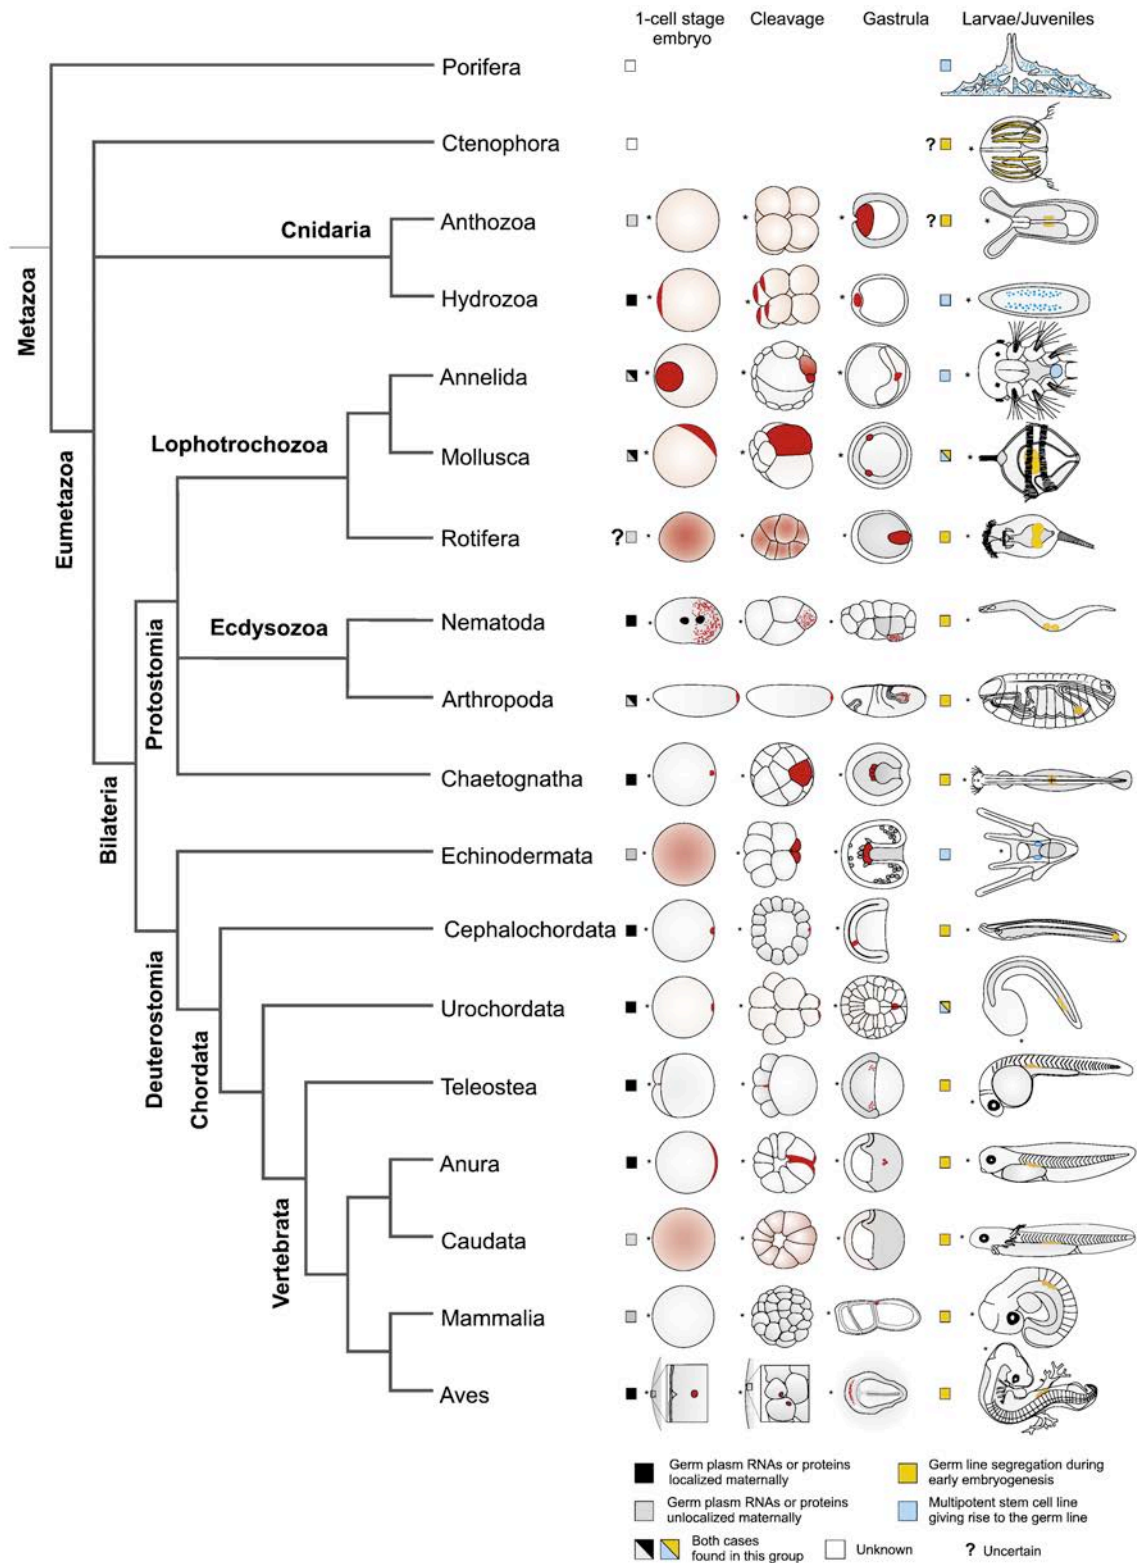 1-cell stage
embryo
Cleavage
Gastrula
Larvae/Juveniles
Porifera
Ctenophora
?
Cnidaria
Anthozoa
?
Hydrozoa
Metazoa
Annelida
Lophotrochozoa
Mollusca
Eumetazoa
Rotifera
?
Ecdysozoa
Nematoda
Protostomia
Arthropoda
Chaetognatha
Bilateria
Echinodermata
Cephalochordata
Deuterostomia
Urochordata
Chordata
Teleostea
Anura
Vertebrata
Caudata
Mammalia
Aves
Germ plasm RNAs or proteins
localized maternally
Germ line segregation during
early embryogenesis
Germ plasm RNAs or proteins
unlocalized maternally
Multipotent stem cell line
giving rise to the germ line
Both cases
found in this group
Unknown
? Uncertain